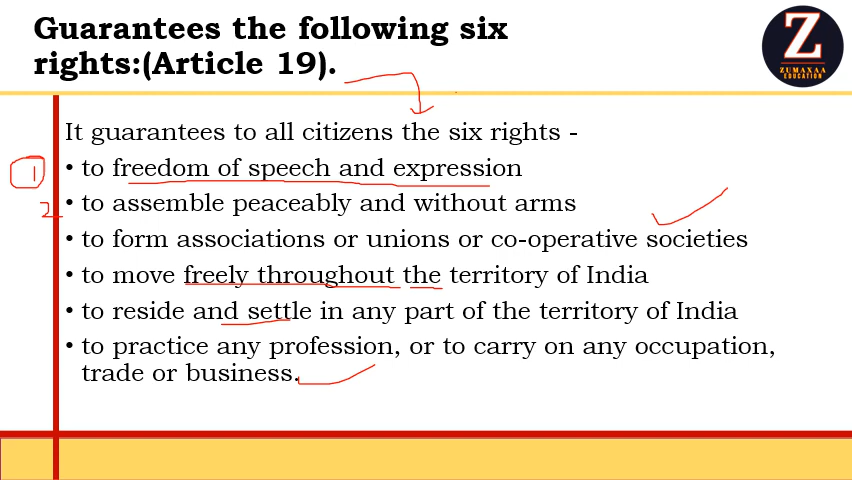 Guarantees the following six
rights:(Article 19).
Z
ZUMAXAA
EDUCATION
It guarantees to all citizens the six rights -
1 • to freedom of speech and expression
2 • to assemble peaceably and without arms
• to form associations or unions or co-operative societies
• to move freely throughout the territory of India
• to reside and settle in any part of the territory of India
• to practice any profession, or to carry on any occupation,
trade or business.